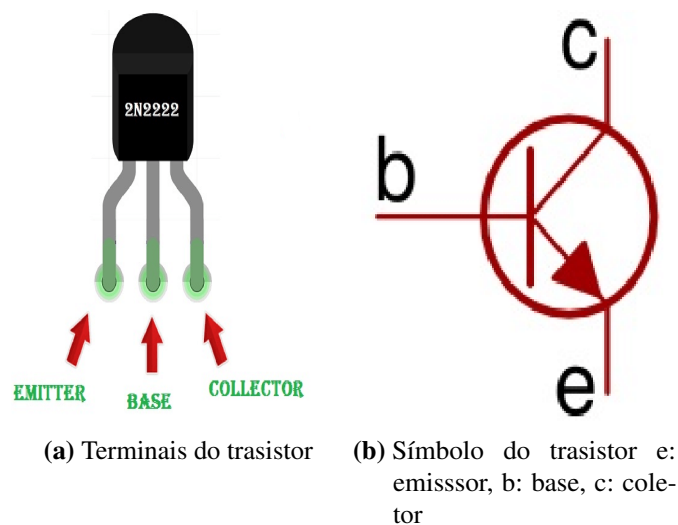 2N2222
EMITTER
BASE
COLLECTOR
c
b
e
(a) Terminais do trasistor
(b) Símbolo do trasistor e:
emisssor, b: base, c: cole-
tor